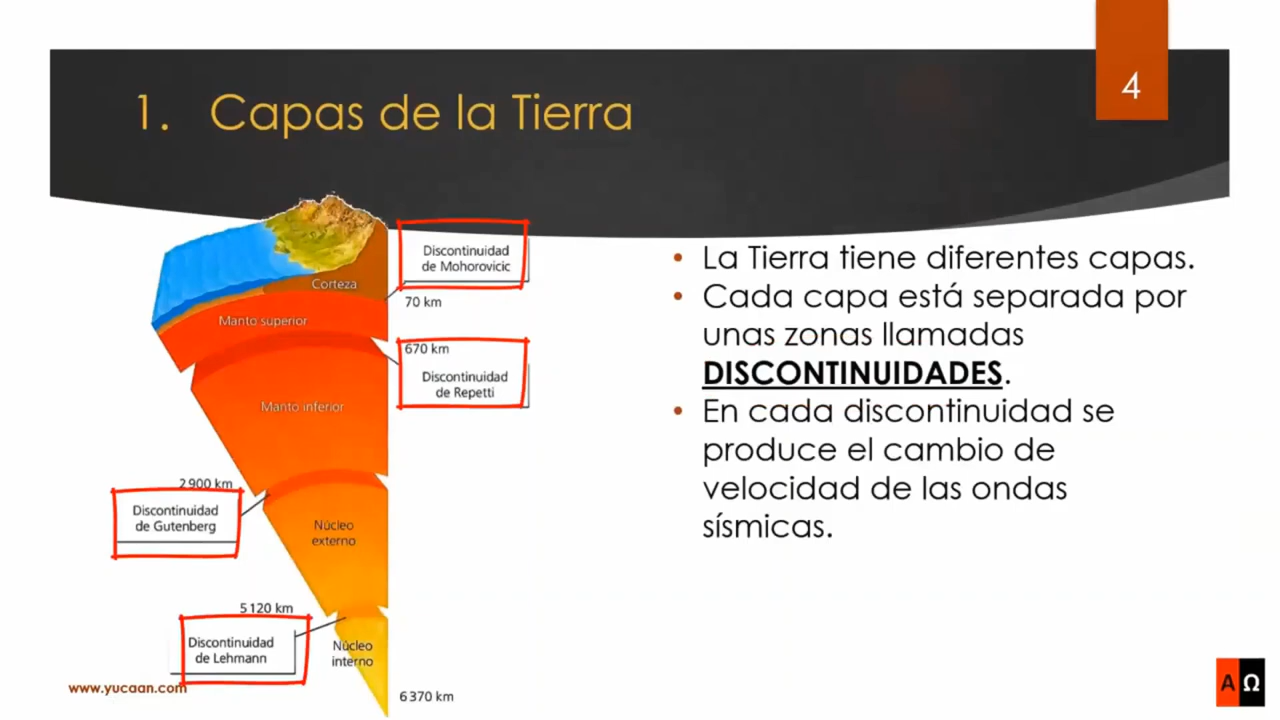 4
1. Capas de la Tierra
Discontinuidad
de Mohorovicic
Corteza
70 km
Manto superior
670 km
Discontinuidad
de Repetti
Manto inferior
2 900 km
Discontinuidad
de Gutenberg
Núcleo
externo
5 120 km
Discontinuidad
de Lehmann
Núcleo
interno
6 370 km
www.yucaan.com
• La Tierra tiene diferentes capas.
• Cada capa está separada por
unas zonas llamadas
DISCONTINUIDADES.
• En cada discontinuidad se
produce el cambio de
velocidad de las ondas
sísmicas.
ΑΩ